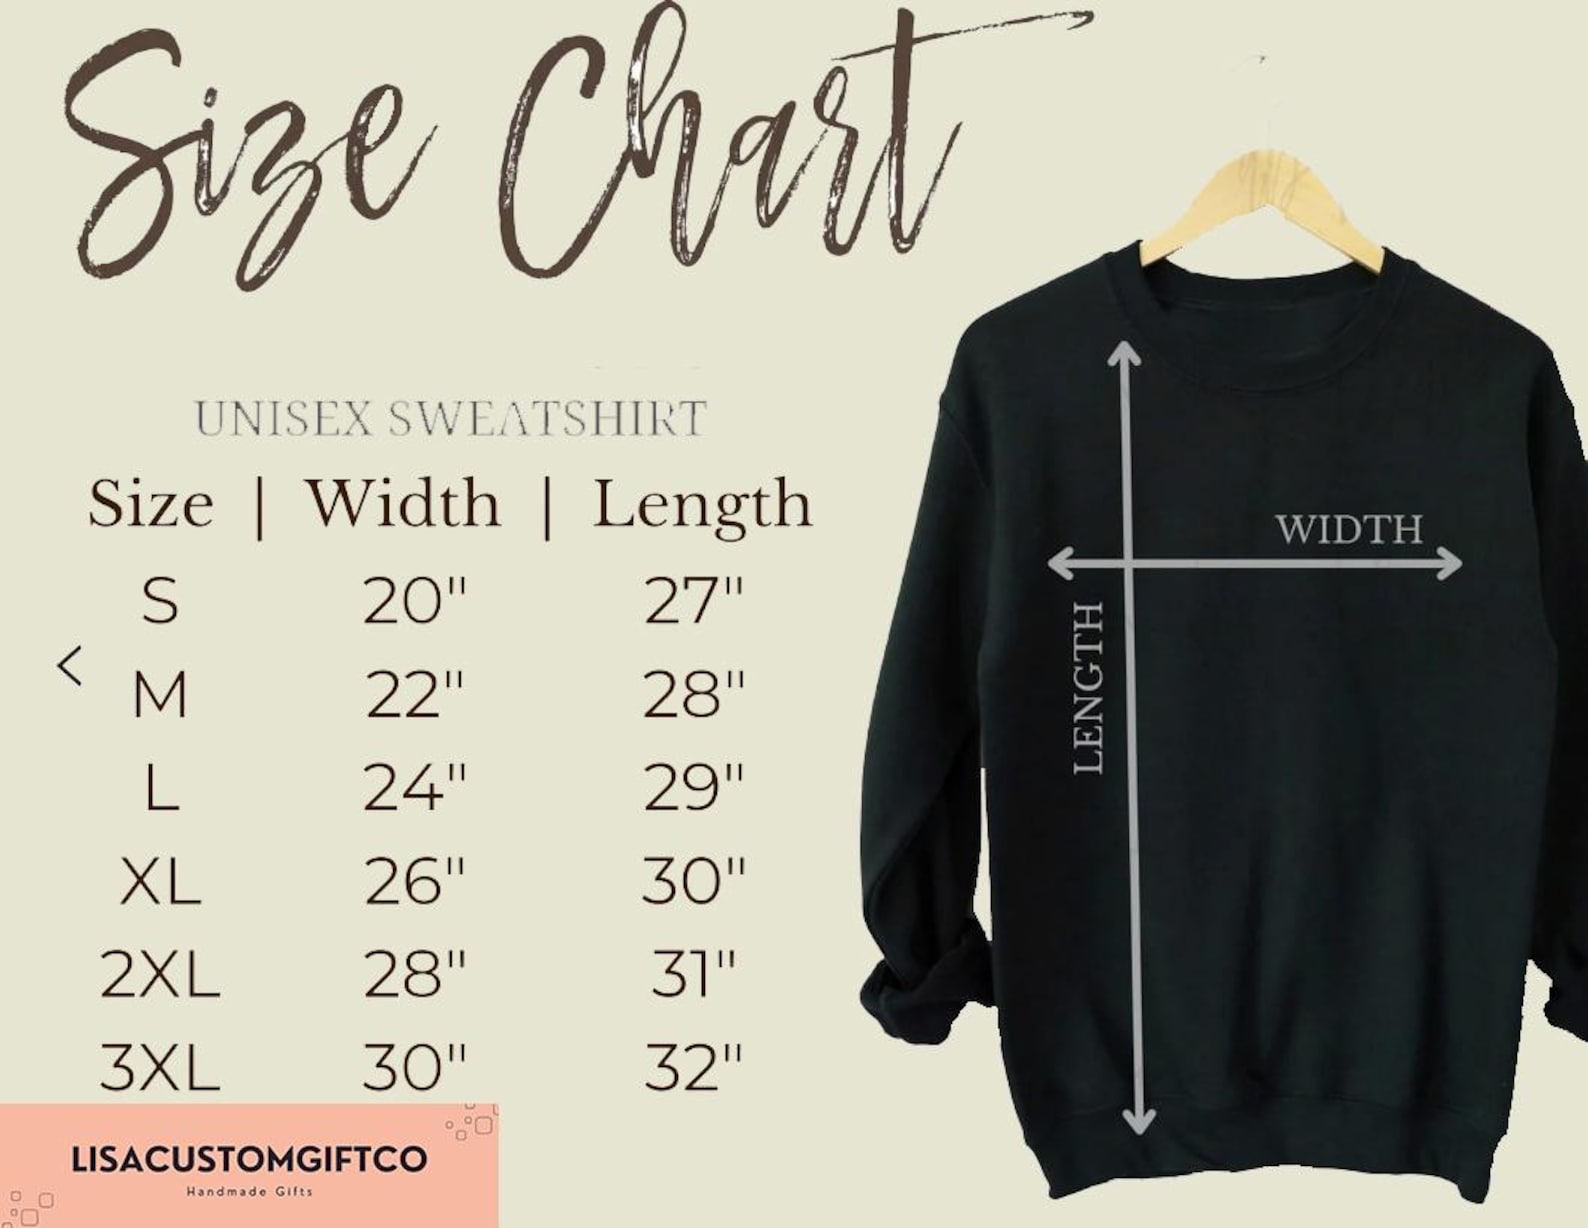 Size Chart
UNISEX SWEATSHIRT
Size | Width | Length
S 20" 27"
M 22" 28"
L 24" 29"
XL 26" 30"
2XL 28" 31"
3XL 30" 32"
WIDTH
LENGTH
LISACUSTOMGIFTCO
Handmade Gifts